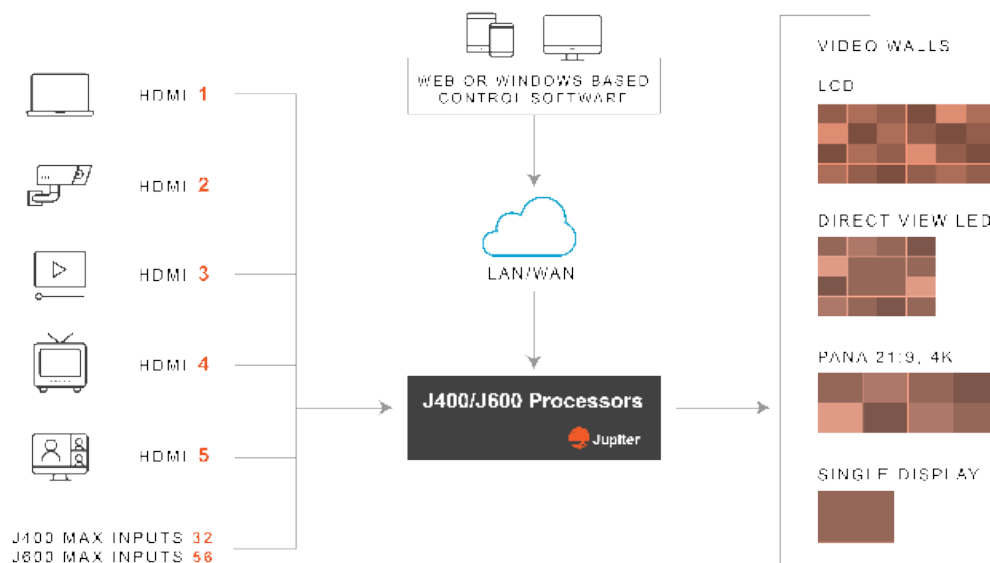 WEB OR WINDOWS BASED
CONTROL SOFTWARE
HDMI 1
HDMI 2
HDMI 3
HDMI 4
HDMI 5
J400 MAX INPUTS 32
J600 MAX INPUTS 56
LAN/WAN
J400/J600 Processors
Jupiter
VIDEO WALLS
LCD
DIRECT VIEW LED
PANA 21:9, 4K
SINGLE DISPLAY